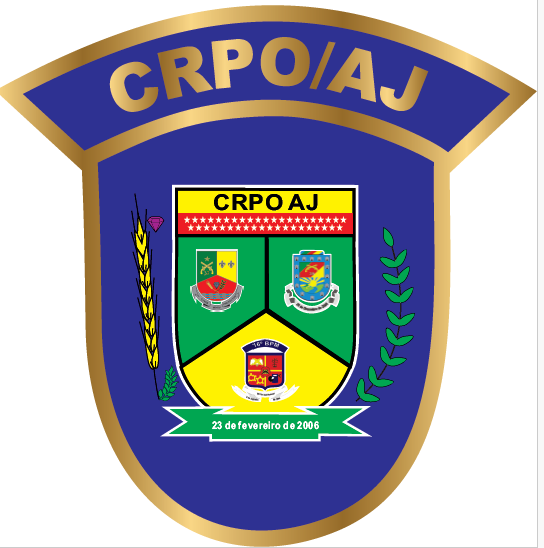 CRPO/AJ
CRPO AJ
16º BPM
23 de fevereiro de 2006